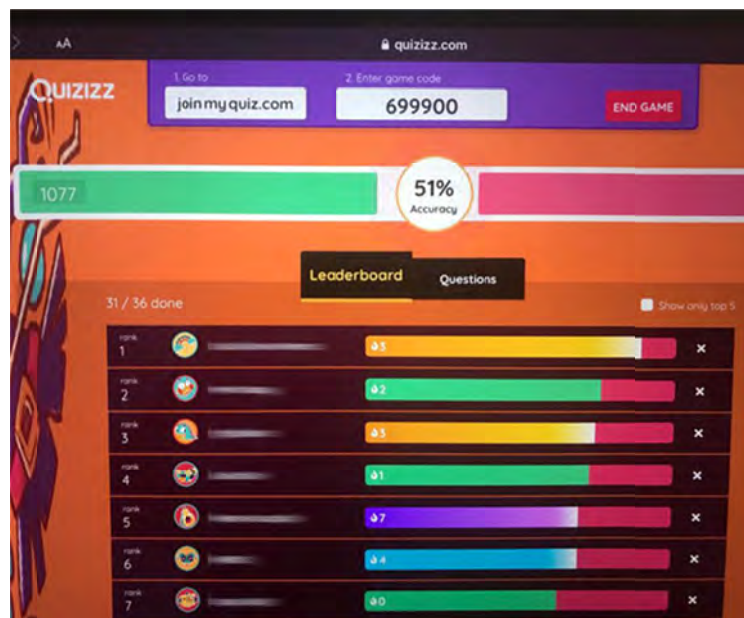 AA quizizz.com
QUIZIZZ
1. Go to
joinmyquiz.com
2. Enter game code
699900
END GAME
1077
51%
Accuracy
Leaderboard Questions
31 / 36 done
Show only top 5
rank
1
3
rank
2
2
rank
3
3
rank
4
1
rank
5
7
rank
6
4
rank
7
0